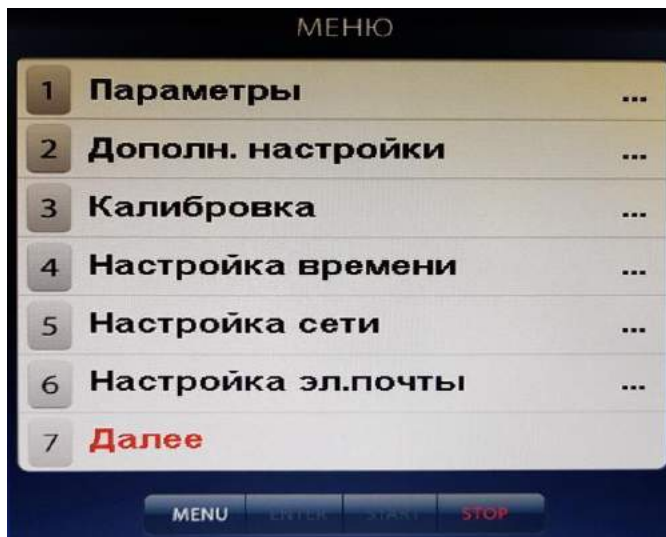 МЕНЮ
1 Параметры ...
2 Дополн. настройки ...
3 Калибровка ...
4 Настройка времени ...
5 Настройка сети ...
6 Настройка эл.почты ...
7 Далее
MENU ENTER START STOP